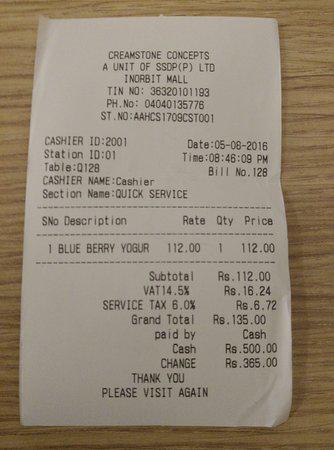 CREAMSTONE CONCEPTS
A UNIT OF SSDP(P) LTD
INORBIT MALL
TIN NO: 36320101193
PH.No: 04040135776
ST.NO:AAHCS1709CST001
CASHIER ID:2001 Date:05-08-2016
Station ID:01 Time:08:46:09 PM
Table:Q128 Bill No.128
CASHIER NAME:Cashier
Section Name:QUICK SERVICE
SNo Description Rate Qty Price
1 BLUE BERRY YOGUR 112.00 1 112.00
Subtotal Rs.112.00
VAT14.5% Rs.16.24
SERVICE TAX 6.0% Rs.6.72
Grand Total Rs.135.00
paid by Cash
Cash Rs.500.00
CHANGE Rs.365.00
THANK YOU
PLEASE VISIT AGAIN